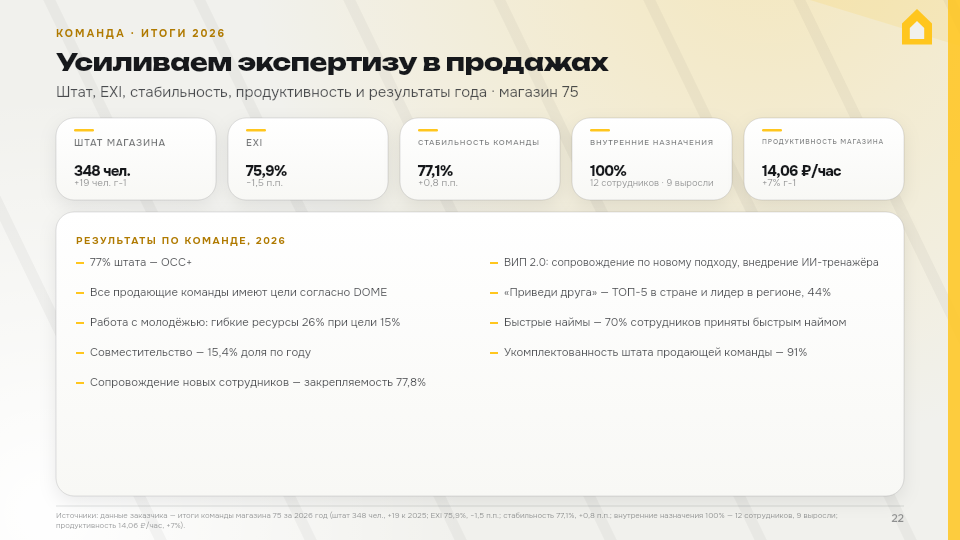 КОМАНДА · ИТОГИ 2026
Усиливаем экспертизу в продажах
Штат, EXI, стабильность, продуктивность и результаты года · магазин 75
ШТАТ МАГАЗИНА
348 чел.
+19 чел. г–1
EXI
75,9%
−1,5 п.п.
СТАБИЛЬНОСТЬ КОМАНДЫ
77,1%
+0,8 п.п.
ВНУТРЕННИЕ НАЗНАЧЕНИЯ
100%
12 сотрудников · 9 выросли
ПРОДУКТИВНОСТЬ МАГАЗИНА
14,06 ₽/час
+7% г–1
РЕЗУЛЬТАТЫ ПО КОМАНДЕ, 2026
— 77% штата — ОСС+
— Все продающие команды имеют цели согласно DOME
— Работа с молодёжью: гибкие ресурсы 26% при цели 15%
— Совместительство — 15,4% доля по году
— Сопровождение новых сотрудников — закрепляемость 77,8%
— ВИП 2.0: сопровождение по новому подходу, внедрение ИИ-тренажёра
— «Приведи друга» — ТОП-5 в стране и лидер в регионе, 44%
— Быстрые наймы — 70% сотрудников приняты быстрым наймом
— Укомплектованность штата продающей команды — 91%
Источники: данные заказчика — итоги команды магазина 75 за 2026 год (штат 348 чел., +19 к 2025; EXI 75,9%, −1,5 п.п.; стабильность 77,1%, +0,8 п.п.; внутренние назначения 100% — 12 сотрудников, 9 выросли;
продуктивность 14,06 ₽/час, +7%).
22